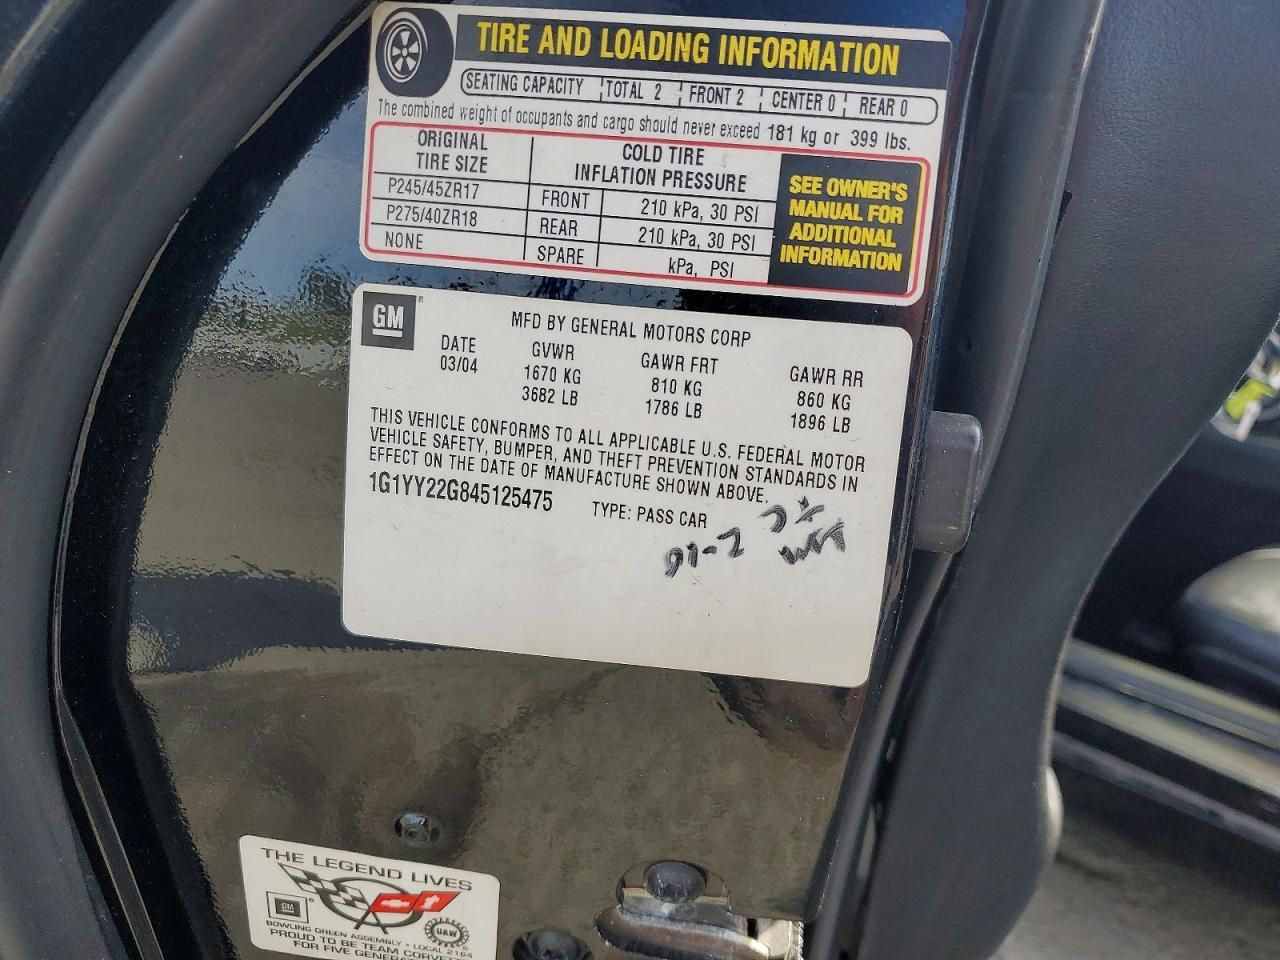 TIRE AND LOADING INFORMATION
SEATING CAPACITY TOTAL 2 FRONT 2 CENTER 0 REAR 0
The combined weight of occupants and cargo should never exceed 181 kg or 399 lbs.
ORIGINAL TIRE SIZE COLD TIRE INFLATION PRESSURE
P245/45ZR17 FRONT 210 kPa, 30 PSI
P275/40ZR18 REAR 210 kPa, 30 PSI
NONE SPARE kPa, PSI
SEE OWNER'S
MANUAL FOR
ADDITIONAL
INFORMATION
GM®
MFD BY GENERAL MOTORS CORP
DATE GVWR GAWR FRT GAWR RR
03/04 1670 KG 810 KG 860 KG
3682 LB 1786 LB 1896 LB
THIS VEHICLE CONFORMS TO ALL APPLICABLE U.S. FEDERAL MOTOR
VEHICLE SAFETY, BUMPER, AND THEFT PREVENTION STANDARDS IN
EFFECT ON THE DATE OF MANUFACTURE SHOWN ABOVE.
1G1YY22G845125475 TYPE: PASS CAR
THE LEGEND LIVES
GM®
UAW®
BOWLING GREEN ASSEMBLY • LOCAL 2164
PROUD TO BE TEAM
FOR FIVE